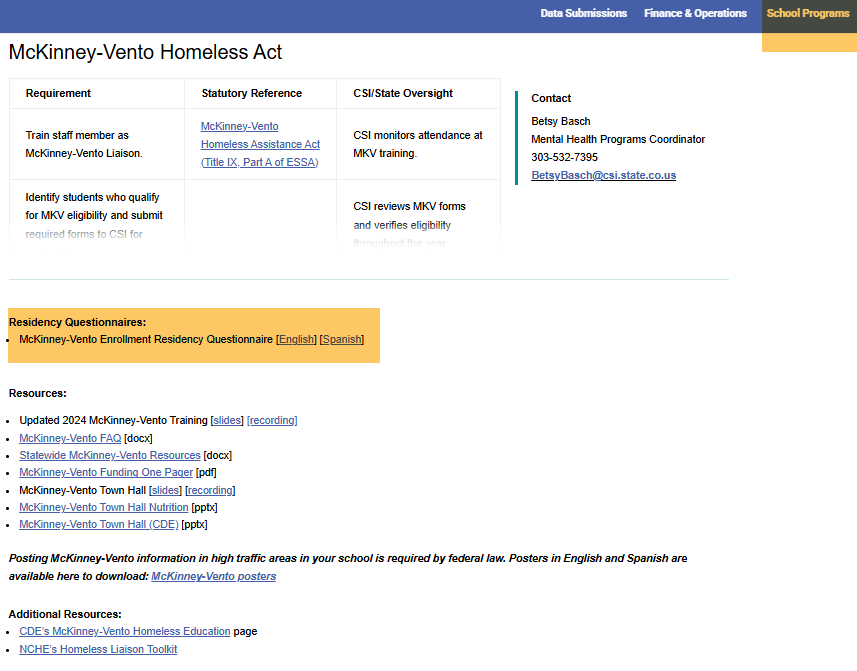 Data Submissions Finance & Operations School Programs
McKinney-Vento Homeless Act
Requirement Statutory Reference CSI/State Oversight
Train staff member as
McKinney-Vento Liaison.
McKinney-Vento
Homeless Assistance Act
(Title IX, Part A of ESSA)
CSI monitors attendance at
MKV training.
Identify students who qualify
for MKV eligibility and submit
required forms to CSI for
CSI reviews MKV forms
and verifies eligibility
throughout the year.
Contact
Betsy Basch
Mental Health Programs Coordinator
303-532-7395
BetsyBasch@csi.state.co.us
Residency Questionnaires:
• McKinney-Vento Enrollment Residency Questionnaire [English] [Spanish]
Resources:
• Updated 2024 McKinney-Vento Training [slides] [recording]
• McKinney-Vento FAQ [docx]
• Statewide McKinney-Vento Resources [docx]
• McKinney-Vento Funding One Pager [pdf]
• McKinney-Vento Town Hall [slides] [recording]
• McKinney-Vento Town Hall Nutrition [pptx]
• McKinney-Vento Town Hall (CDE) [pptx]
Posting McKinney-Vento information in high traffic areas in your school is required by federal law. Posters in English and Spanish are
available here to download: McKinney-Vento posters
Additional Resources:
• CDE's McKinney-Vento Homeless Education page
• NCHE's Homeless Liaison Toolkit